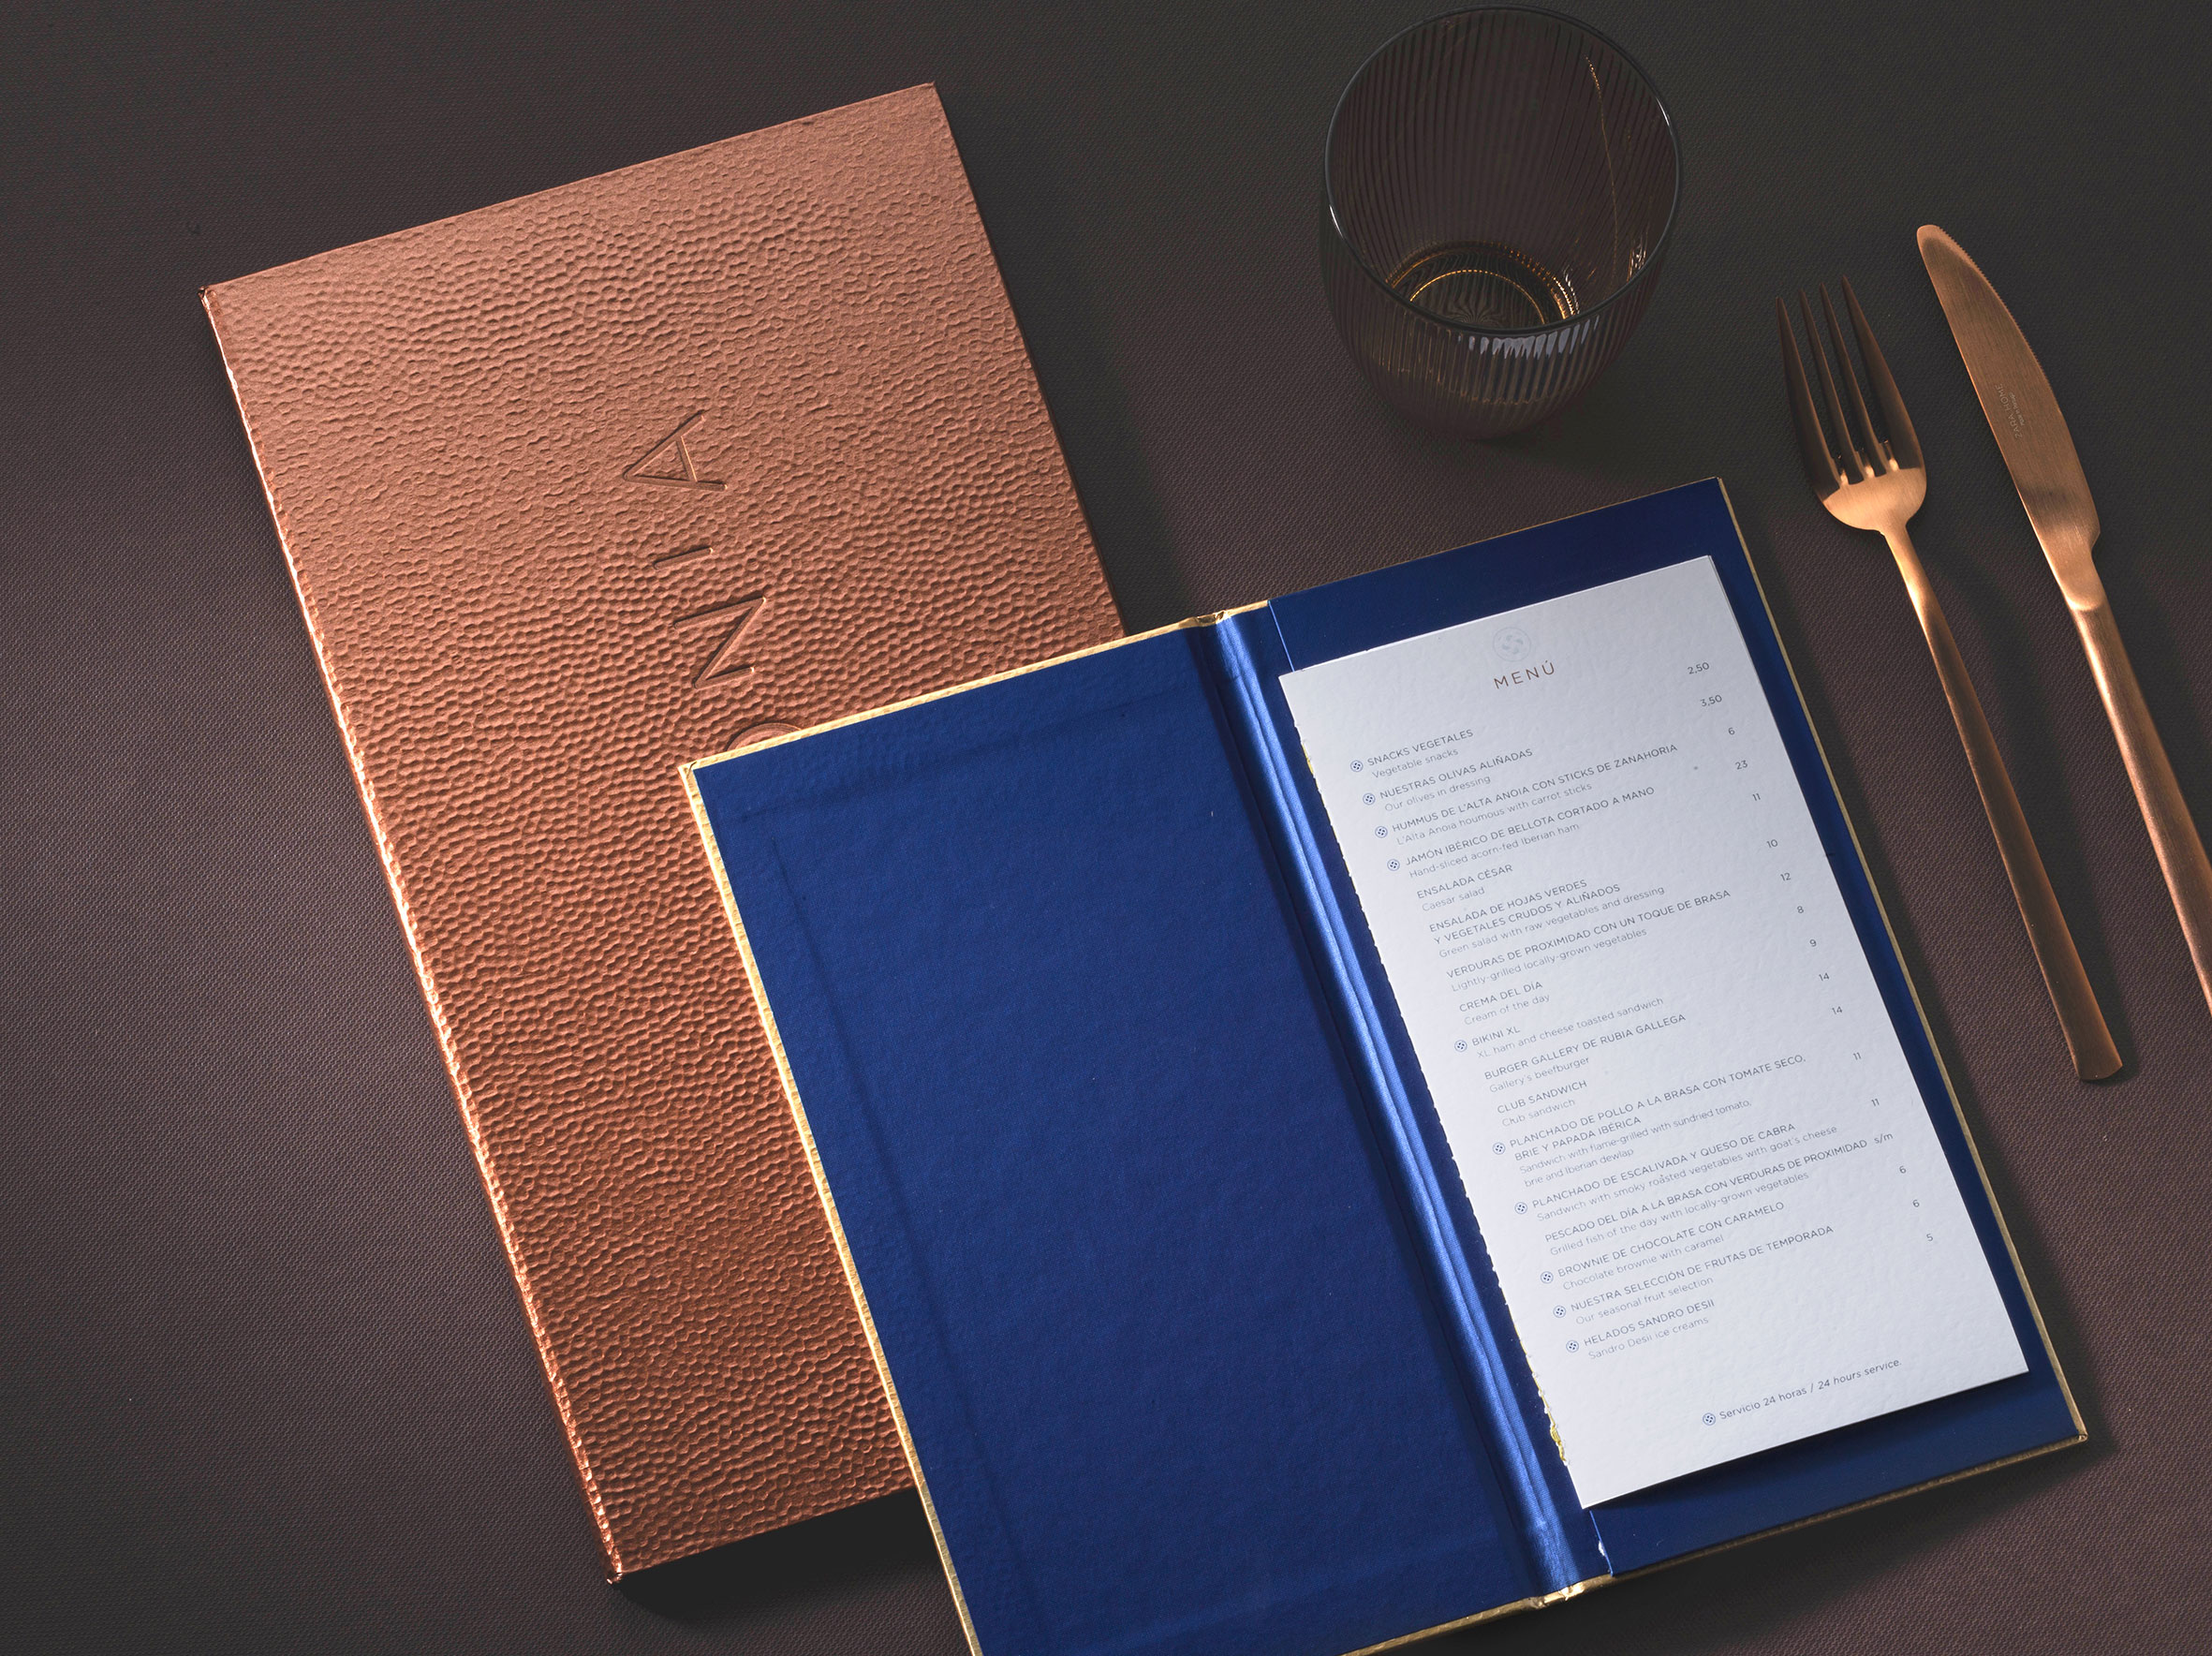 NIA
MENÚ
SNACKS VEGETALES 2,50
Vegetable snacks
NUESTRAS OLIVAS ALIÑADAS 3,50
Our olives in dressing
HUMMUS DE L'ALTA ANOIA CON STICKS DE ZANAHORIA 6
L'Alta Anoia houmous with carrot sticks
JAMÓN IBÉRICO DE BELLOTA CORTADO A MANO 23
Hand-sliced acorn-fed Iberian ham
ENSALADA CÉSAR 11
Caesar salad
ENSALADA DE HOJAS VERDES 10
Y VEGETALES CRUDOS Y ALIÑADOS
Green salad with raw vegetables and dressing
VERDURAS DE PROXIMIDAD CON UN TOQUE DE BRASA 12
Lightly-grilled locally-grown vegetables
CREMA DEL DÍA 8
Cream of the day
BIKINI XL 9
XL ham and cheese toasted sandwich
BURGER GALLERY DE RUBIA GALLEGA 14
Gallery's beefburger
CLUB SANDWICH 14
Club sandwich
PLANCHADO DE POLLO A LA BRASA CON TOMATE SECO, 11
BRIE Y PAPADA IBÉRICA
Sandwich with flame-grilled with sundried tomato,
brie and Iberian dewlap
PLANCHADO DE ESCALIVADA Y QUESO DE CABRA 11
Sandwich with smoky roasted vegetables with goat's cheese
PESCADO DEL DÍA A LA BRASA CON VERDURAS DE PROXIMIDAD s/m
Grilled fish of the day with locally-grown vegetables
BROWNIE DE CHOCOLATE CON CARAMELO 6
Chocolate brownie with caramel
NUESTRA SELECCIÓN DE FRUTAS DE TEMPORADA 6
Our seasonal fruit selection
HELADOS SANDRO DESII 5
Sandro Desii ice creams
Servicio 24 horas / 24 hours service.
ZARA HOME